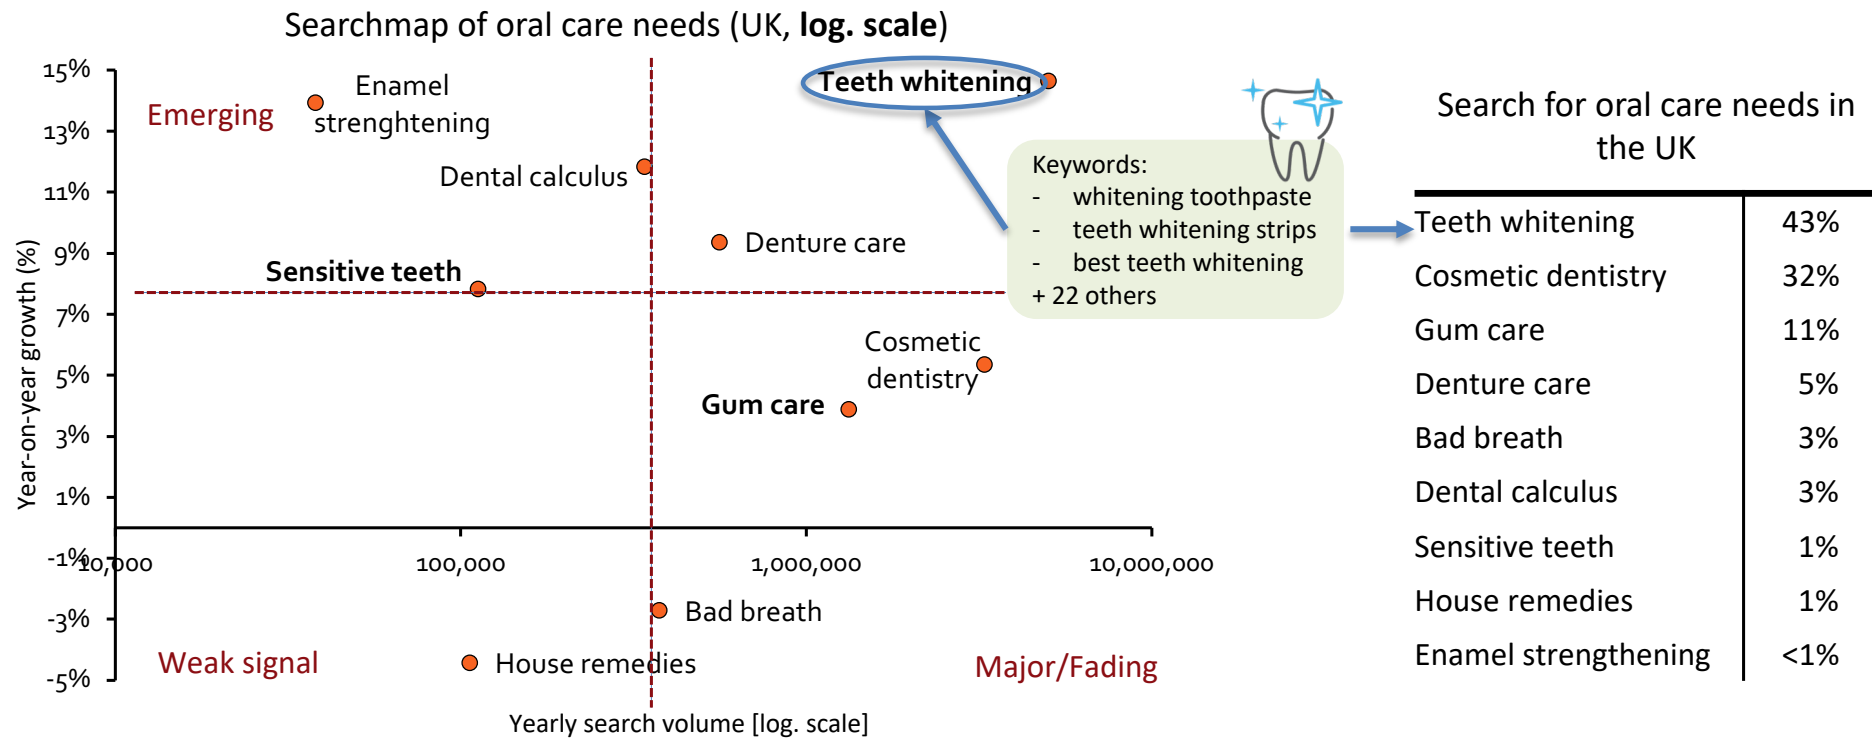 Searchmap of oral care needs (UK, log. scale)
15%
13%
11%
9%
7%
5%
3%
1%
-1%
-3%
-5%
Year-on-year growth (%)
10,000
100,000
1,000,000
10,000,000
Yearly search volume [log. scale]
Emerging
Enamel
strenghtening
Dental calculus
Teeth whitening
Denture care
Sensitive teeth
Cosmetic
dentistry
Gum care
Bad breath
House remedies
Weak signal
Major/Fading
Keywords:
- whitening toothpaste
- teeth whitening strips
- best teeth whitening
+ 22 others
Search for oral care needs in
the UK
Teeth whitening 43%
Cosmetic dentistry 32%
Gum care 11%
Denture care 5%
Bad breath 3%
Dental calculus 3%
Sensitive teeth 1%
House remedies 1%
Enamel strengthening <1%